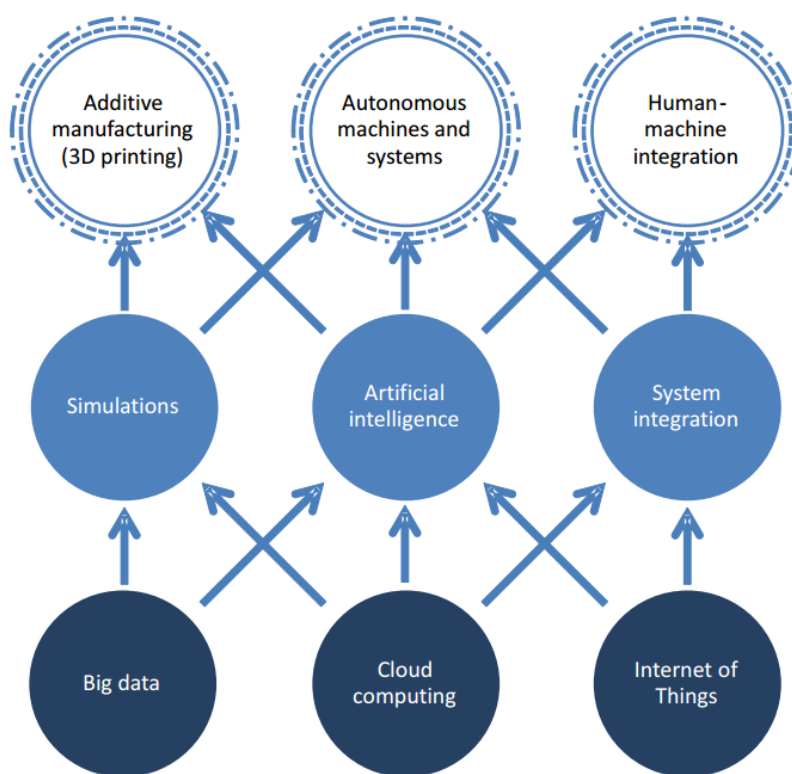 Additive
manufacturing
(3D printing)
Autonomous
machines and
systems
Human-
machine
integration
Simulations
Artificial
intelligence
System
integration
Big data
Cloud
computing
Internet of
Things